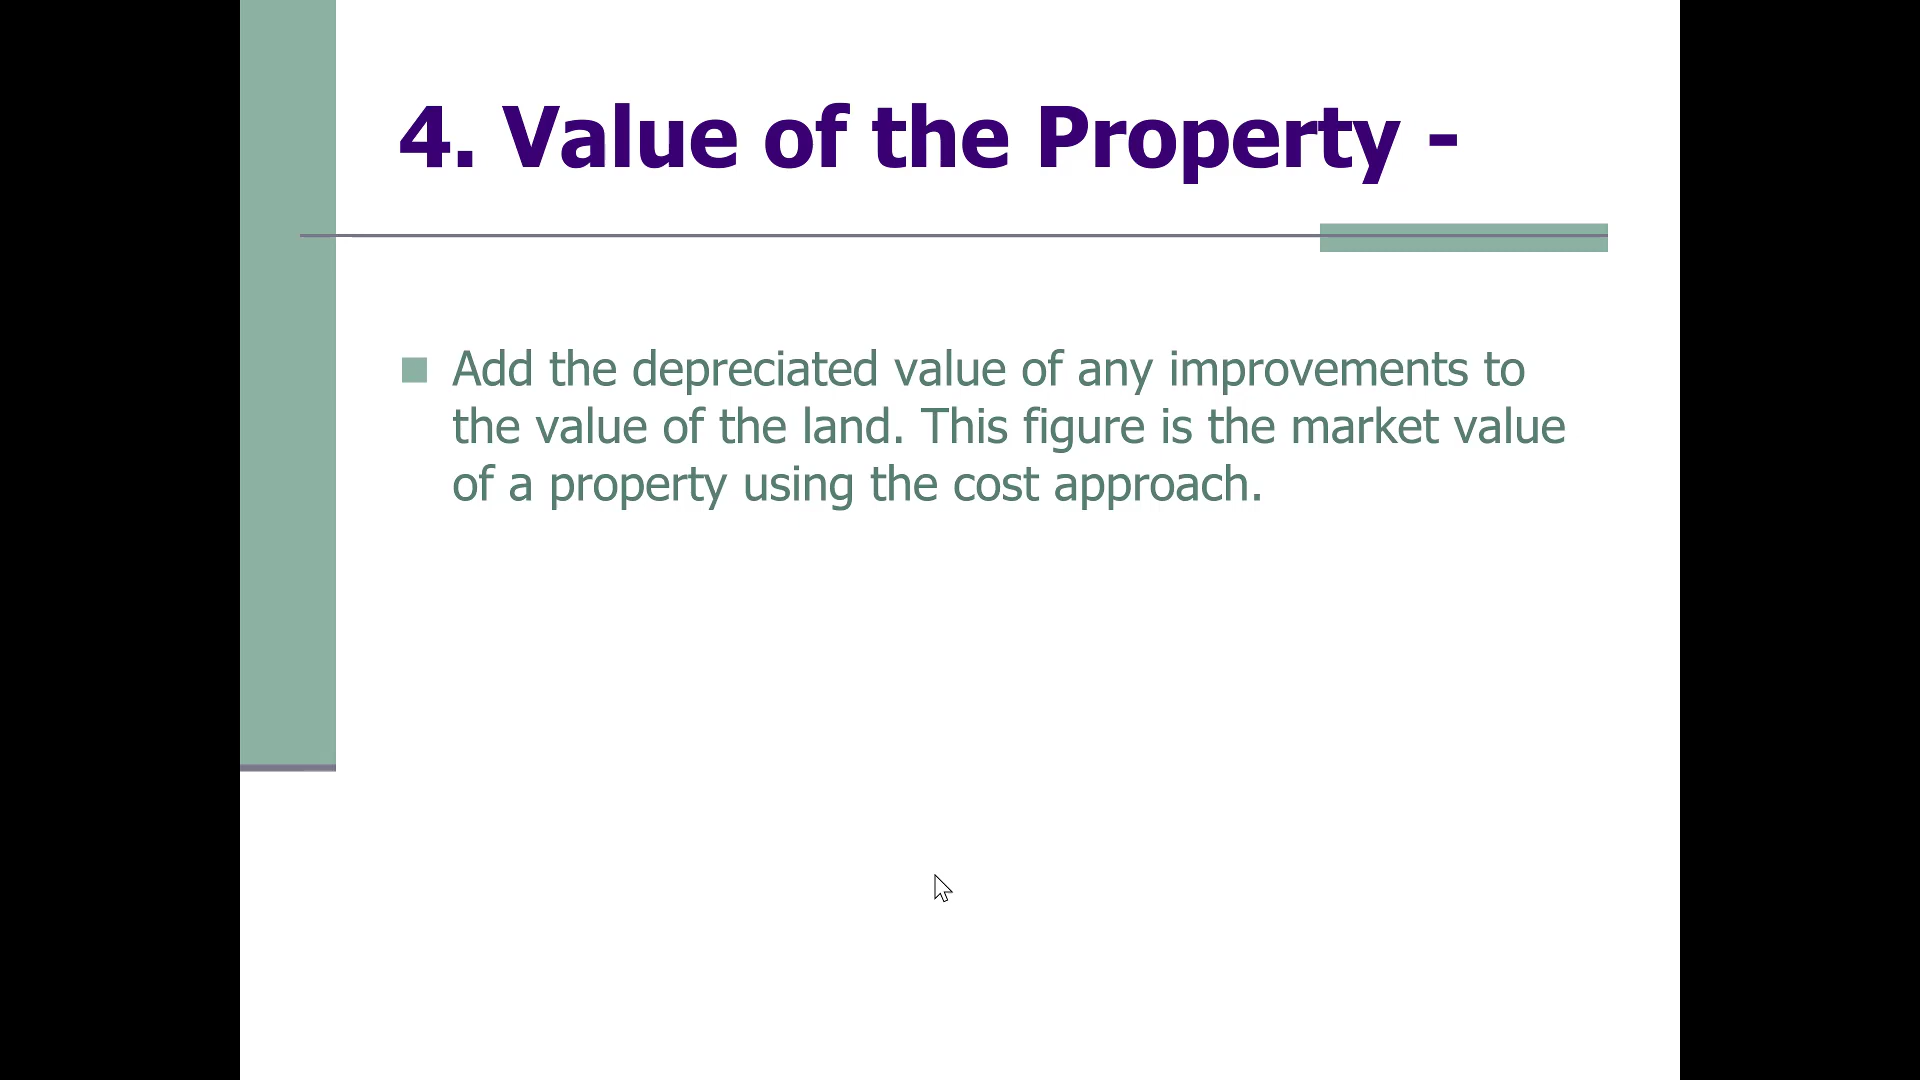 4. Value of the Property -
Add the depreciated value of any improvements to
the value of the land. This figure is the market value
of a property using the cost approach.